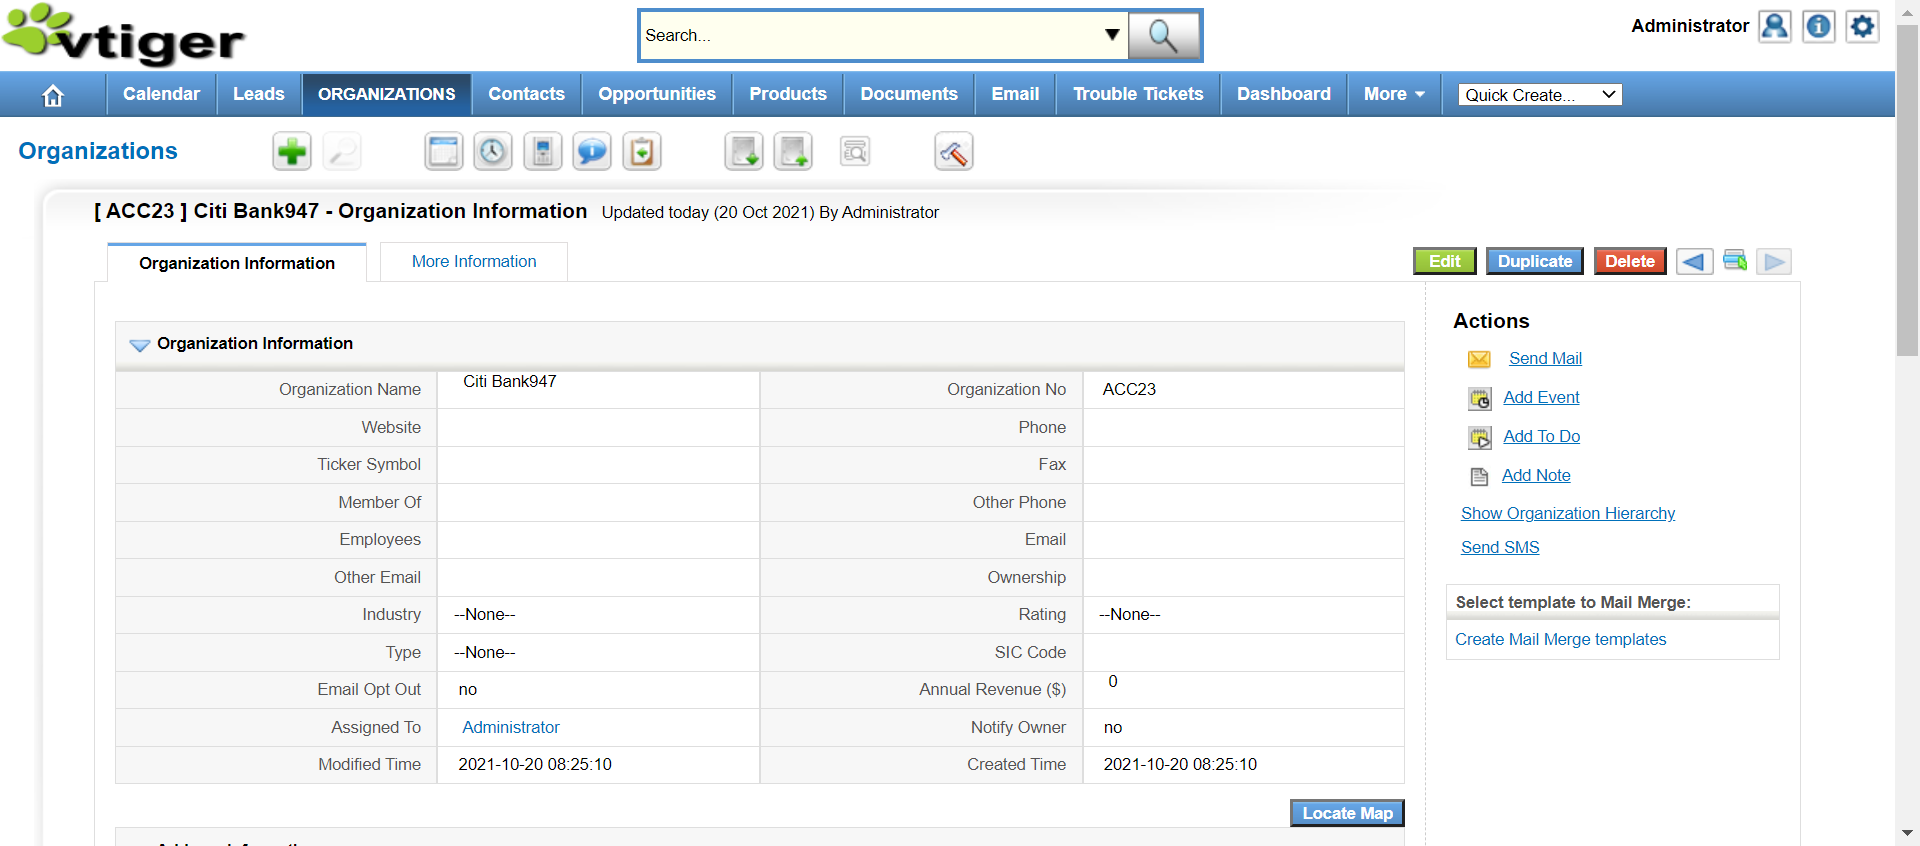 vtiger
Search...
Administrator
Calendar Leads ORGANIZATIONS Contacts Opportunities Products Documents Email Trouble Tickets Dashboard More Quick Create...
Organizations
[ ACC23 ] Citi Bank947 - Organization Information Updated today (20 Oct 2021) By Administrator
Organization Information More Information Edit Duplicate Delete
Organization Information
Organization Name Citi Bank947 Organization No ACC23
Website Phone
Ticker Symbol Fax
Member Of Other Phone
Employees Email
Other Email Ownership
Industry --None-- Rating --None--
Type --None-- SIC Code
Email Opt Out no Annual Revenue ($) 0
Assigned To Administrator Notify Owner no
Modified Time 2021-10-20 08:25:10 Created Time 2021-10-20 08:25:10
Locate Map
Actions
Send Mail
Add Event
Add To Do
Add Note
Show Organization Hierarchy
Send SMS
Select template to Mail Merge:
Create Mail Merge templates